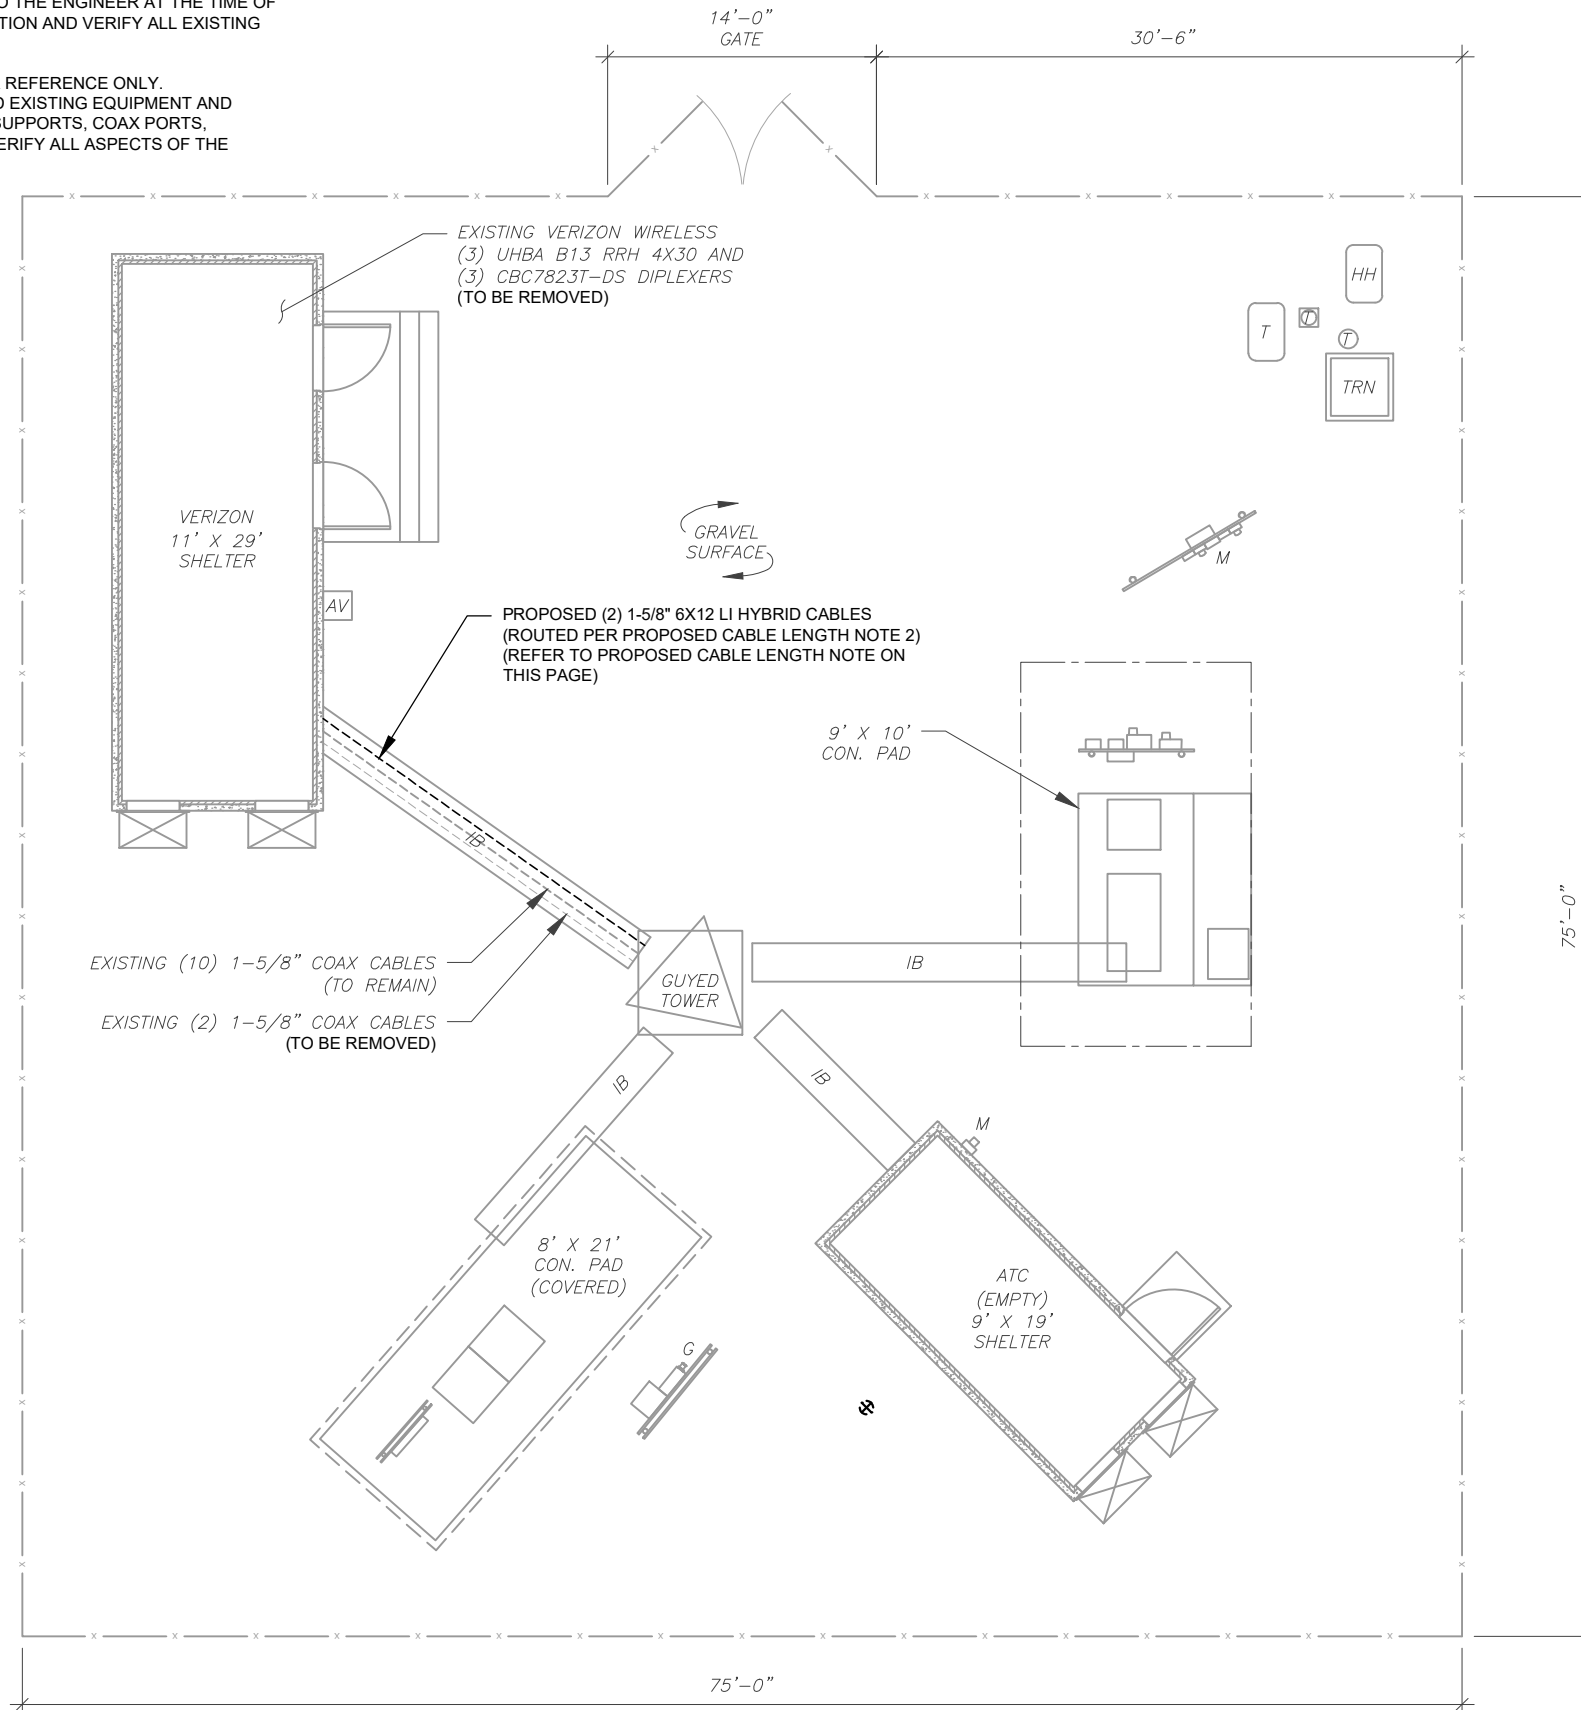 O THE ENGINEER AT THE TIME OF
TION AND VERIFY ALL EXISTING
REFERENCE ONLY.
D EXISTING EQUIPMENT AND
SUPPORTS, COAX PORTS,
ERIFY ALL ASPECTS OF THE
14'-0"
GATE
30'-6"
EXISTING VERIZON WIRELESS
(3) UHBA B13 RRH 4X30 AND
(3) CBC7823T-DS DIPLEXERS
(TO BE REMOVED)
HH
T
T
T
TRN
VERIZON
11' X 29'
SHELTER
GRAVEL
SURFACE
M
AV
PROPOSED (2) 1-5/8" 6X12 LI HYBRID CABLES
(ROUTED PER PROPOSED CABLE LENGTH NOTE 2)
(REFER TO PROPOSED CABLE LENGTH NOTE ON
THIS PAGE)
9' X 10'
CON. PAD
IB
75'-0"
EXISTING (10) 1-5/8" COAX CABLES
(TO REMAIN)
EXISTING (2) 1-5/8" COAX CABLES
(TO BE REMOVED)
GUYED
TOWER
IB
IB
IB
M
8' X 21'
CON. PAD
(COVERED)
ATC
(EMPTY)
9' X 19'
SHELTER
G
75'-0"